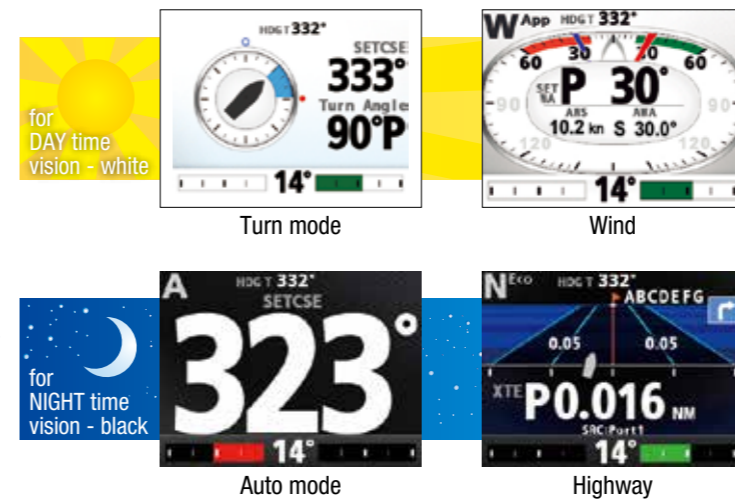 for
DAY time
vision - white
HDG T 332°
SETCSE
333°
Turn Angle
90°P
14°
Turn mode
W App HDG T 332°
60 30 30 60
SET
WA
P 30°
90 90
AWS AWA
10.2 kn S 30.0°
120 120
14°
Wind
for
NIGHT time
vision - black
A HDG T 332°
SETCSE
323°
14°
Auto mode
N Eco HDG T 332°
ABCDEFG
0.05 0.05
XTE
P0.016 NM
SRC:Port1
14°
Highway